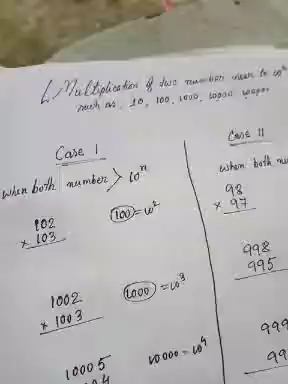 Multiplication of two number near to 10ⁿ
such as, 10, 100, 1000, 10000
Case I
when both number > 10ⁿ
102
× 103
100 = 10²
1002
× 1003
1000 = 10³
10005
10000 = 10⁴
Case II
when both nu
98
× 97
998
995
999
99